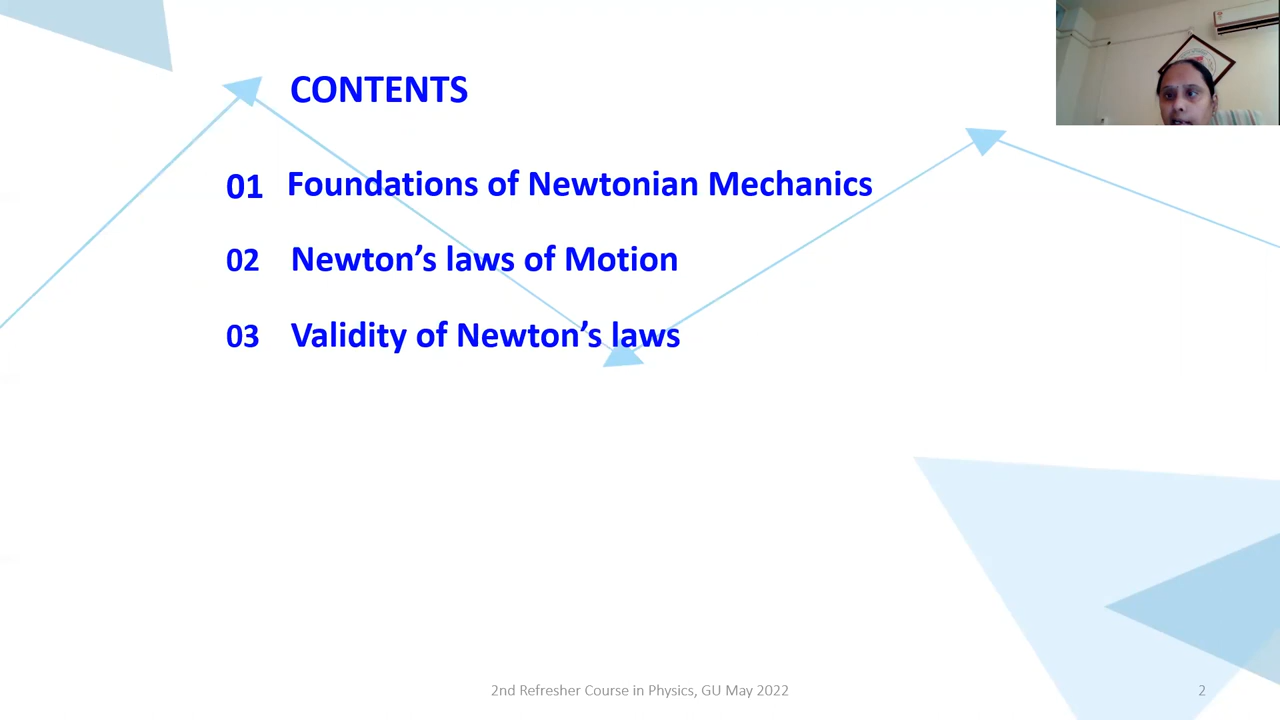 CONTENTS
01 Foundations of Newtonian Mechanics
02 Newton’s laws of Motion
03 Validity of Newton’s laws
2nd Refresher Course in Physics, GU May 2022
2